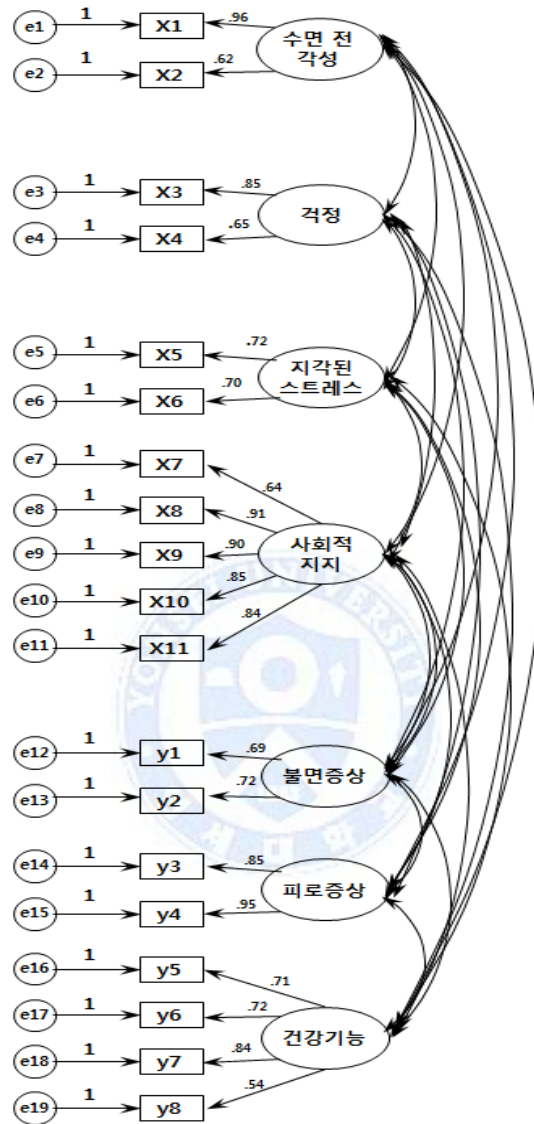 e1 1 X1 .96 수면 전
각성
e2 1 X2 .62
e3 1 X3 .85
걱정
e4 1 X4 .65
e5 1 X5 .72
지각된
스트레스
e6 1 X6 .70
e7 1 X7 .64
e8 1 X8 .91
e9 1 X9 .90 사회적
지지
e10 1 X10 .85
e11 1 X11 .84
e12 1 y1 .69
불면증상
e13 1 y2 .72
e14 1 y3 .85
피로증상
e15 1 y4 .95
e16 1 y5 .71
e17 1 y6 .72
건강기능
e18 1 y7 .84
e19 1 y8 .54